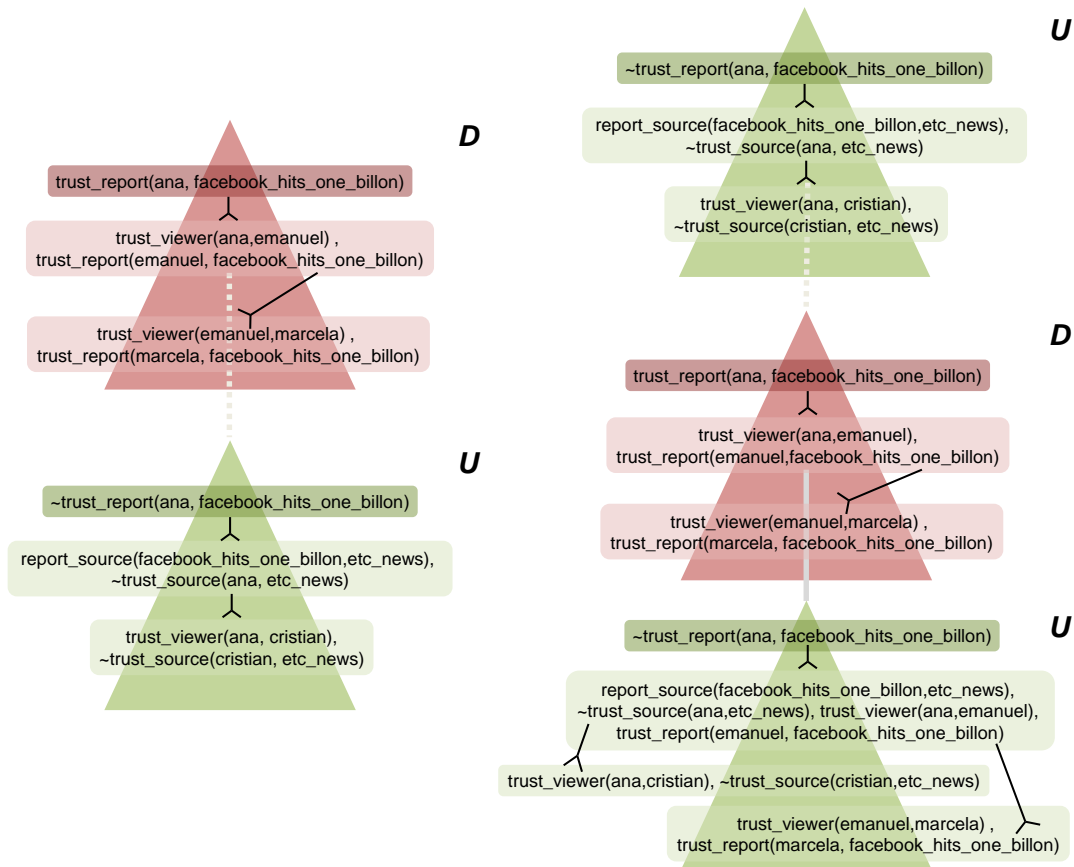 D
trust_report(ana, facebook_hits_one_billon)
trust_viewer(ana,emanuel) ,
trust_report(emanuel, facebook_hits_one_billon)
trust_viewer(emanuel,marcela) ,
trust_report(marcela, facebook_hits_one_billon)
U
~trust_report(ana, facebook_hits_one_billon)
report_source(facebook_hits_one_billon,etc_news),
~trust_source(ana, etc_news)
trust_viewer(ana, cristian),
~trust_source(cristian, etc_news)
U
~trust_report(ana, facebook_hits_one_billon)
report_source(facebook_hits_one_billon,etc_news),
~trust_source(ana, etc_news)
trust_viewer(ana, cristian),
~trust_source(cristian, etc_news)
D
trust_report(ana, facebook_hits_one_billon)
trust_viewer(ana,emanuel),
trust_report(emanuel,facebook_hits_one_billon)
trust_viewer(emanuel,marcela) ,
trust_report(marcela, facebook_hits_one_billon)
U
~trust_report(ana, facebook_hits_one_billon)
report_source(facebook_hits_one_billon,etc_news),
~trust_source(ana,etc_news), trust_viewer(ana,emanuel),
trust_report(emanuel, facebook_hits_one_billon)
trust_viewer(ana,cristian), ~trust_source(cristian,etc_news)
trust_viewer(emanuel,marcela) ,
trust_report(marcela, facebook_hits_one_billon)